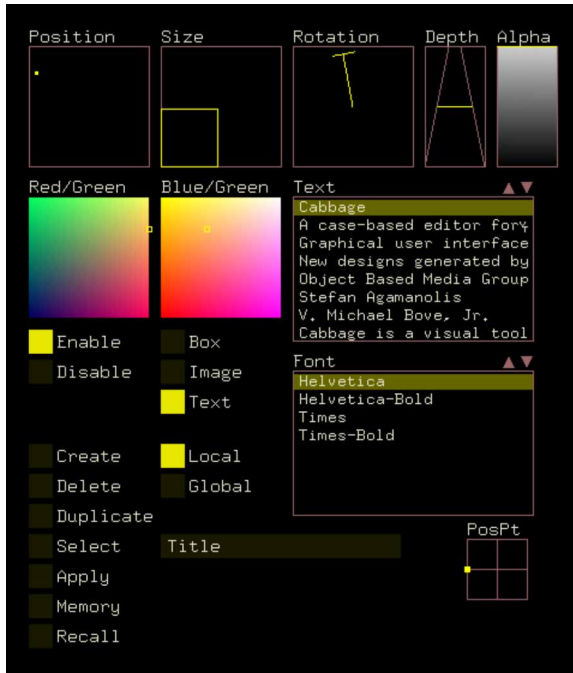 Position Size Rotation Depth Alpha
Red/Green Blue/Green Text
Cabbage
A case-based editor for
Graphical user interface
New designs generated by
Object Based Media Group
Stefan Agamanolis
V. Michael Bove, Jr.
Cabbage is a visual tool
Enable Box
Disable Image
Text
Font
Helvetica
Helvetica-Bold
Times
Times-Bold
Create Local
Delete Global
Duplicate
Select Title
PosPt
Apply
Memory
Recall